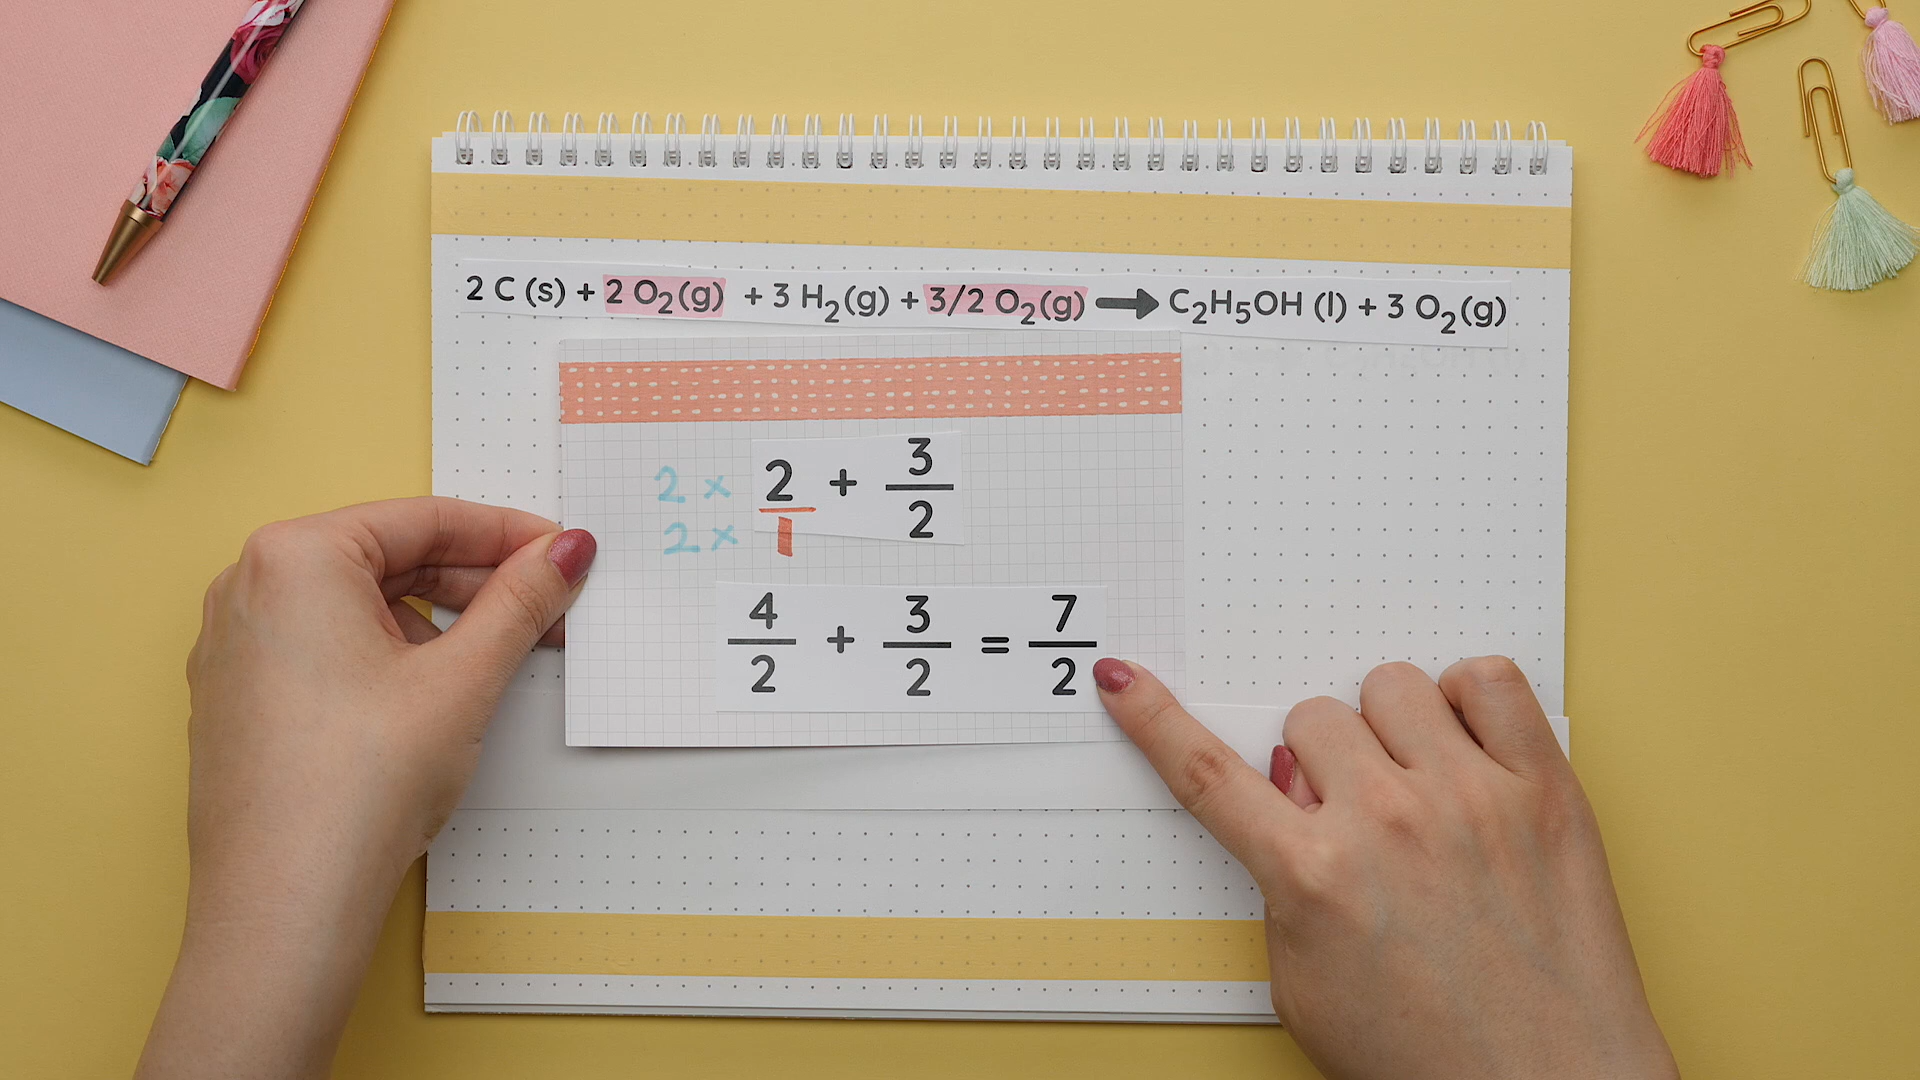 2 C (s) + 2 O₂(g) + 3 H₂(g) + 3/2 O₂(g) → C₂H₅OH (l) + 3 O₂(g)
2 × 2/1 + 3/2
2 ×
4/2 + 3/2 = 7/2